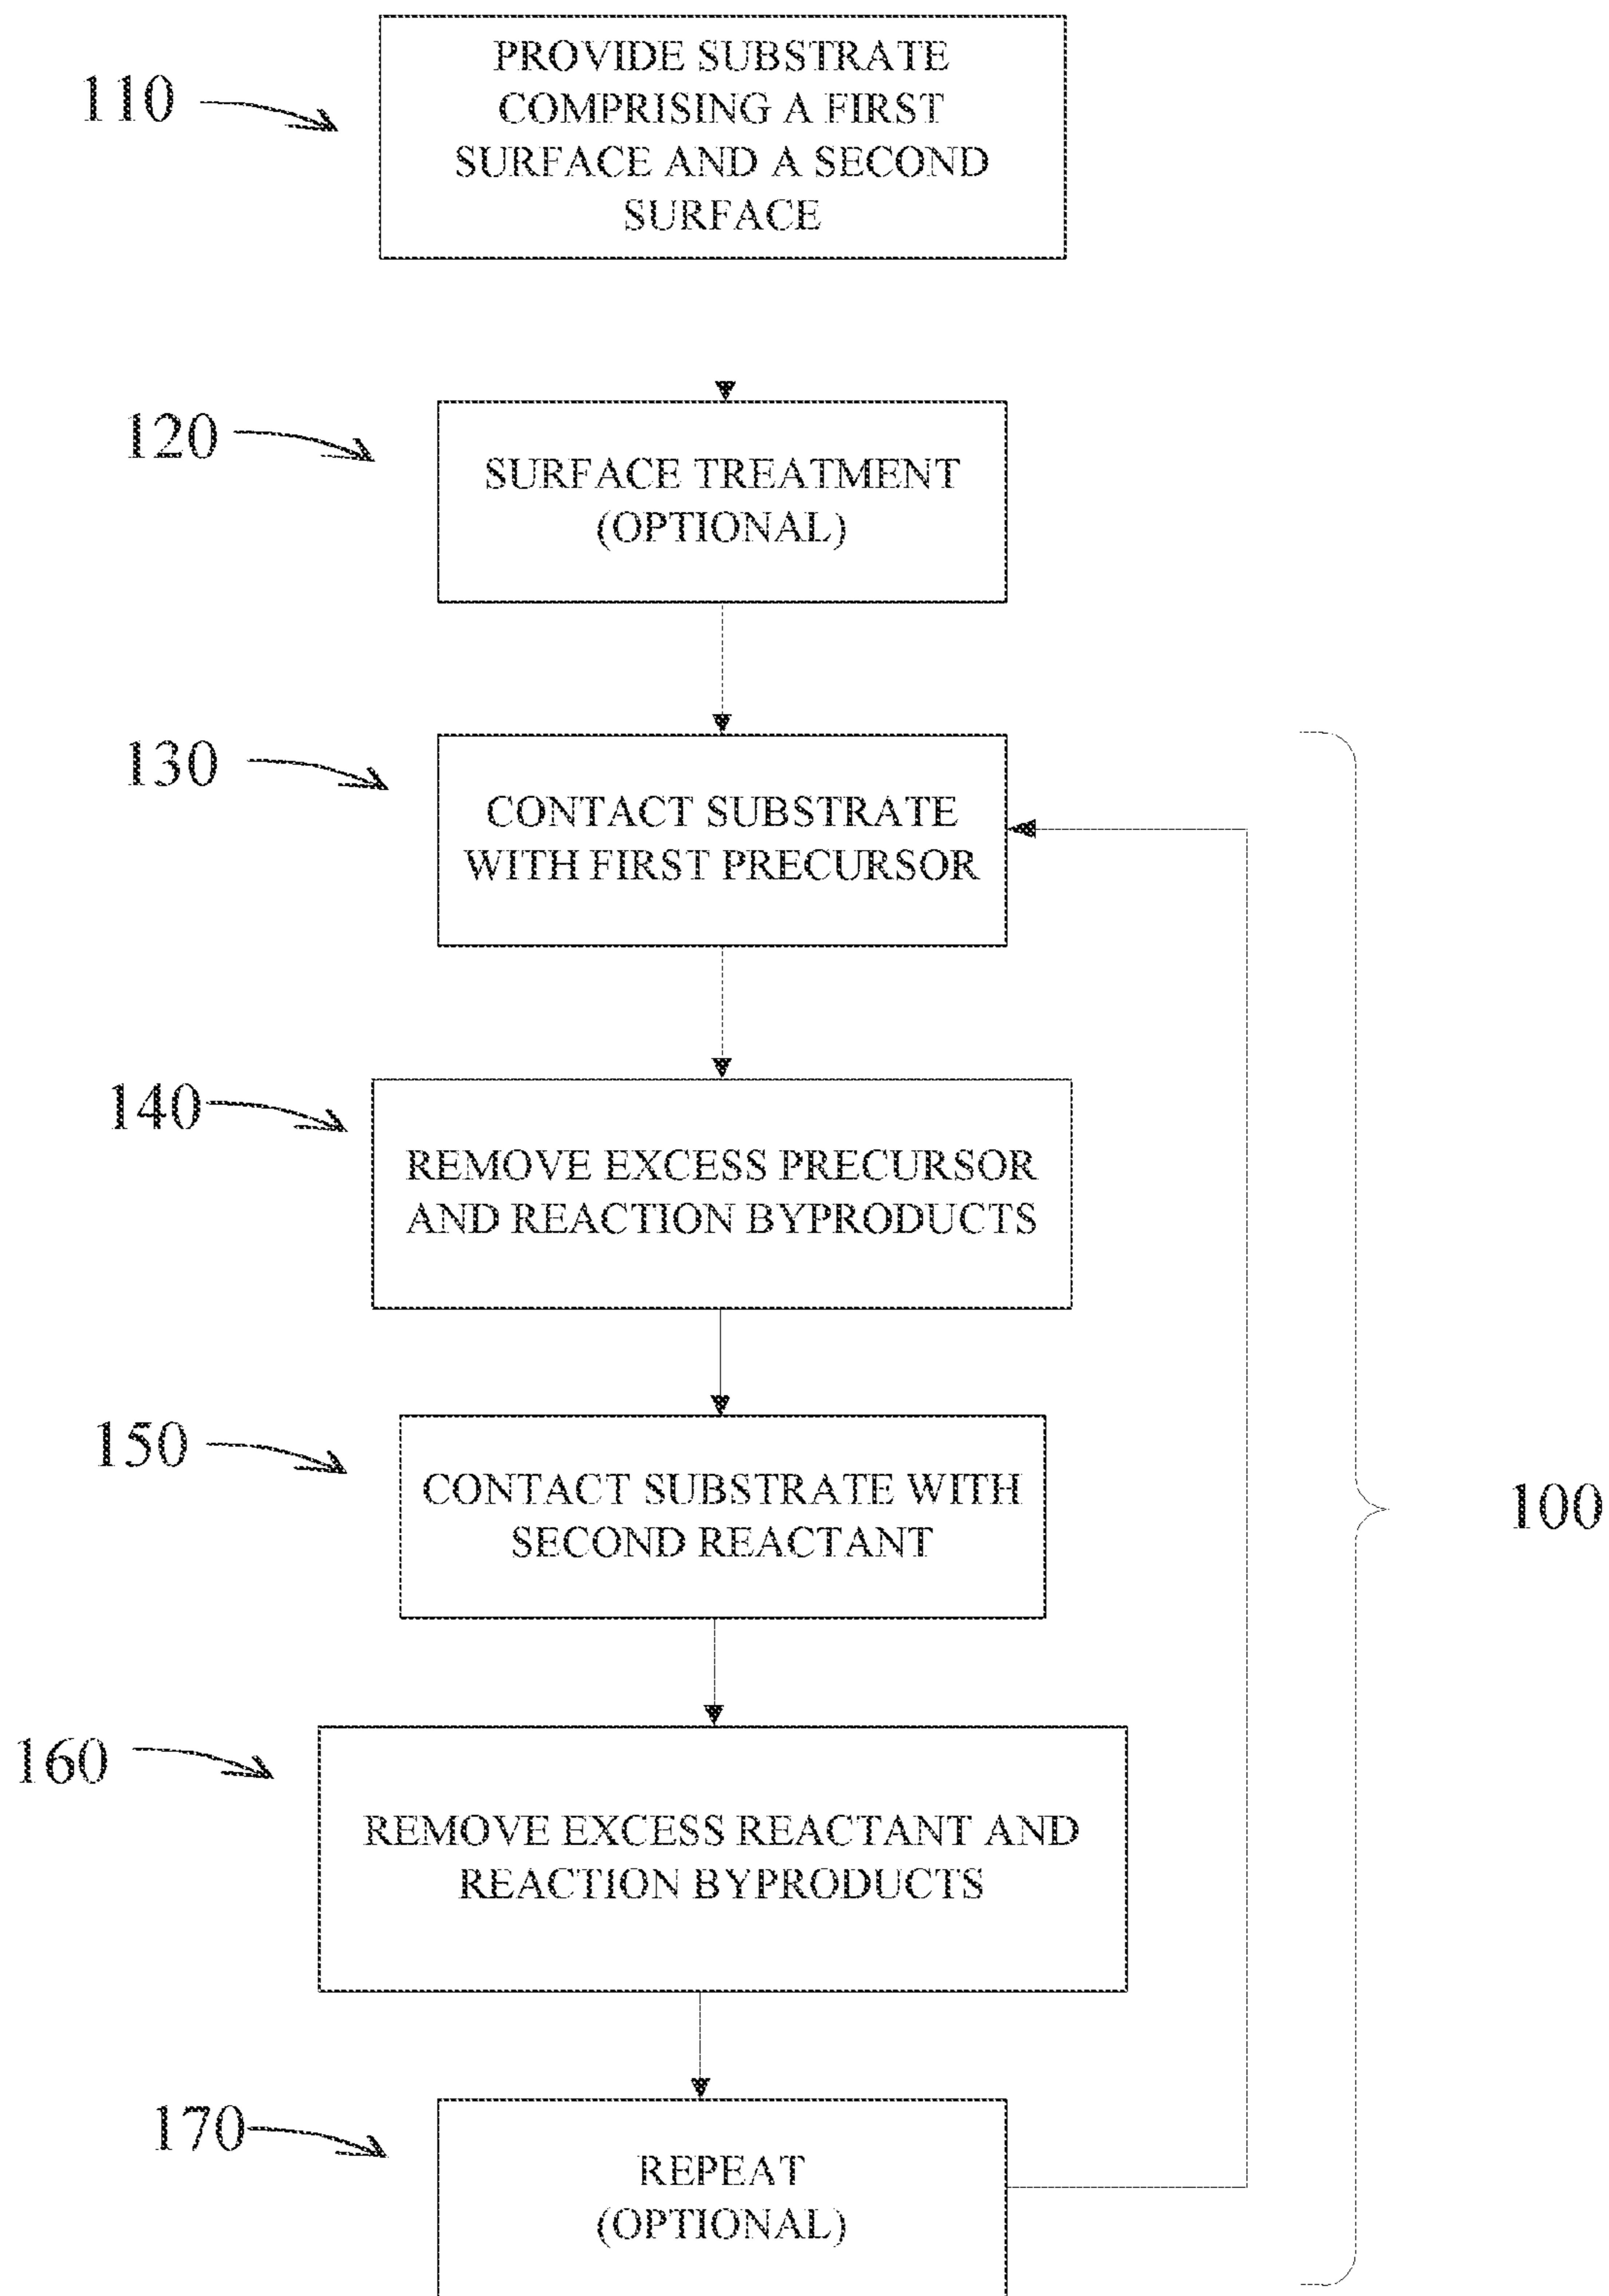 110
PROVIDE SUBSTRATE
COMPRISING A FIRST
SURFACE AND A SECOND
SURFACE
120
SURFACE TREATMENT
(OPTIONAL)
130
CONTACT SUBSTRATE
WITH FIRST PRECURSOR
140
REMOVE EXCESS PRECURSOR
AND REACTION BYPRODUCTS
150
CONTACT SUBSTRATE WITH
SECOND REACTANT
100
160
REMOVE EXCESS REACTANT AND
REACTION BYPRODUCTS
170
REPEAT
(OPTIONAL)